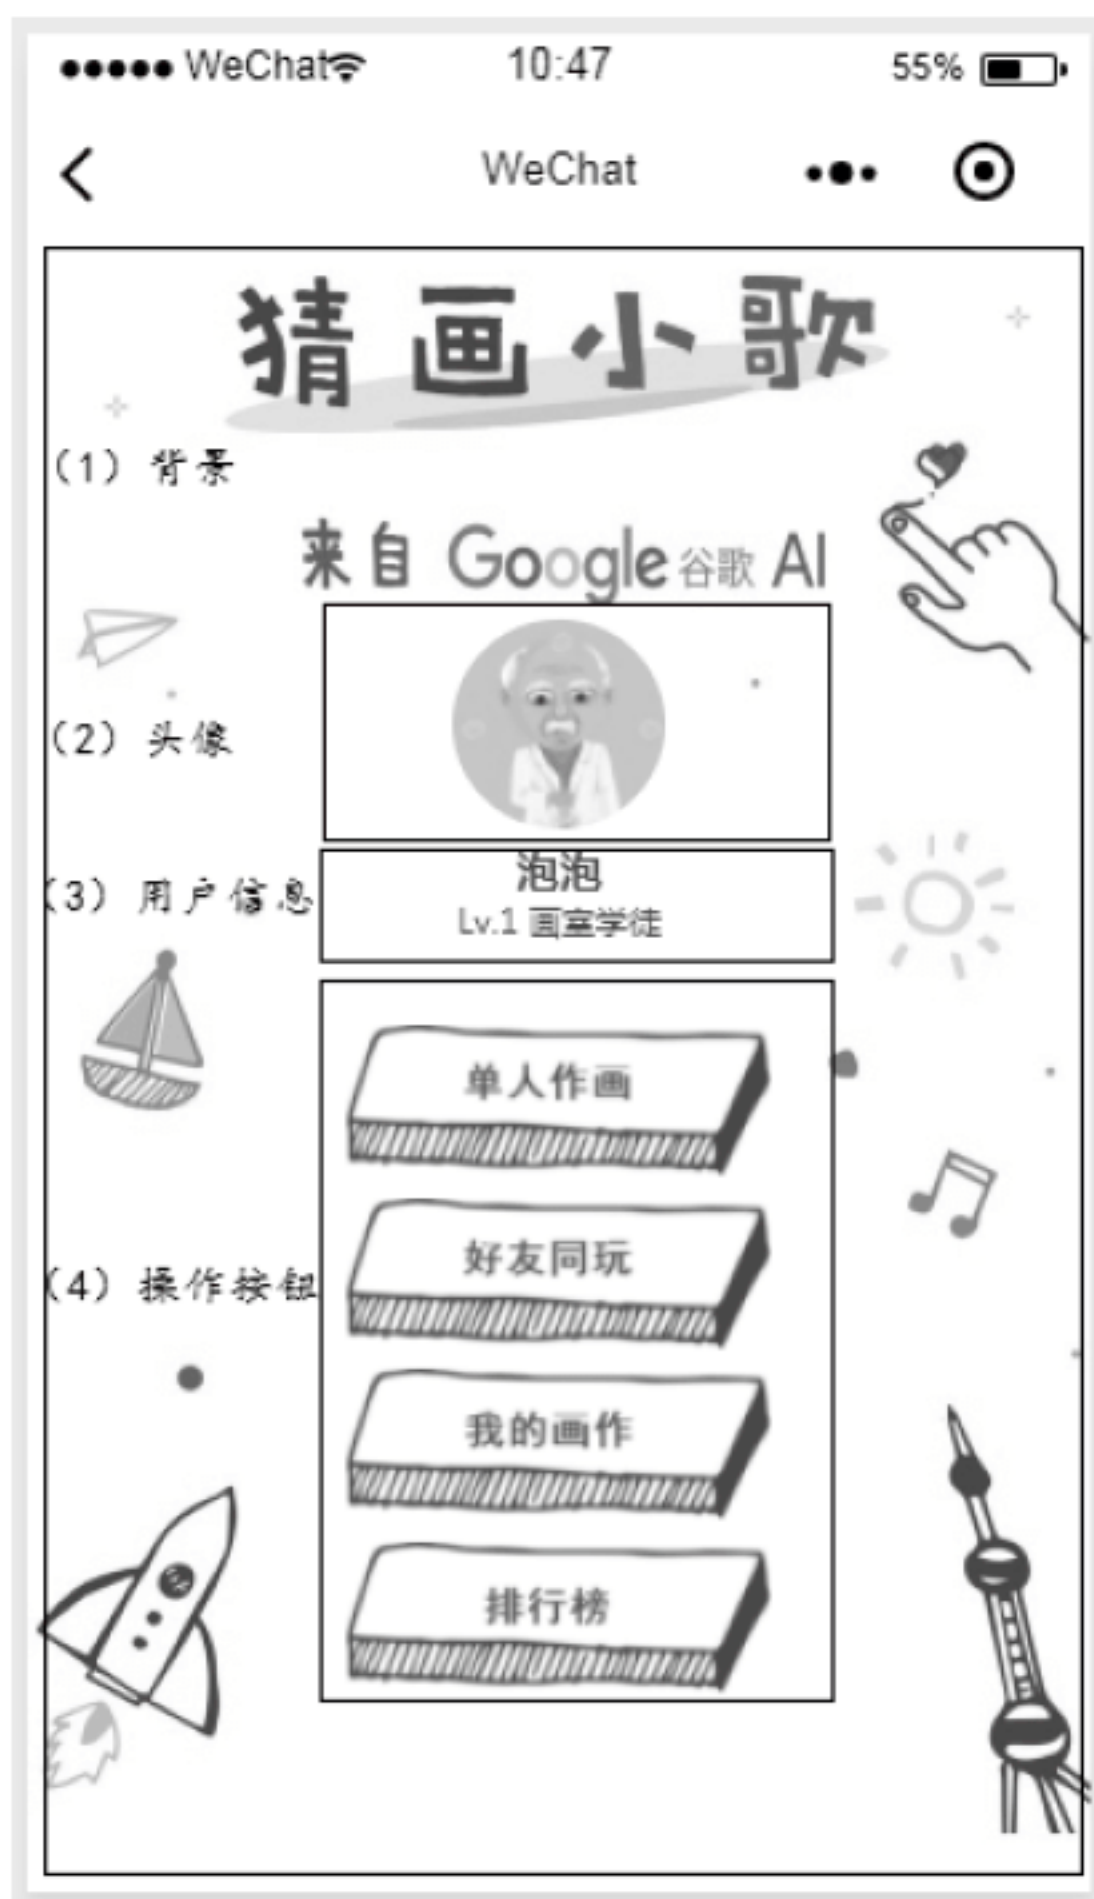 WeChat 10:47 55%
WeChat
猜画小歌
(1) 背景
来自 Google 谷歌 AI
(2) 头像
泡泡
(3) 用户信息
Lv.1 画室学徒
单人作画
好友同玩
(4) 操作按钮
我的画作
排行榜